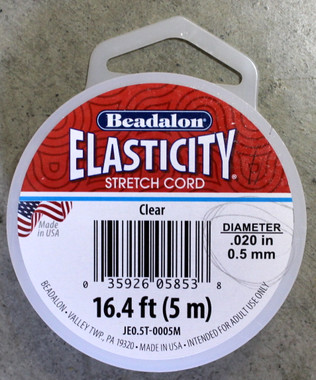 Beadalon®
ELASTICITY®
STRETCH CORD
Made
in USA
Clear
DIAMETER
.020 in
0.5 mm
0 35926 05853 8
16.4 ft (5 m)
JE0.5T-0005M
BEADALON • VALLEY TWP, PA 19320 • MADE IN USA • INTENDED FOR ADULT USE ONLY